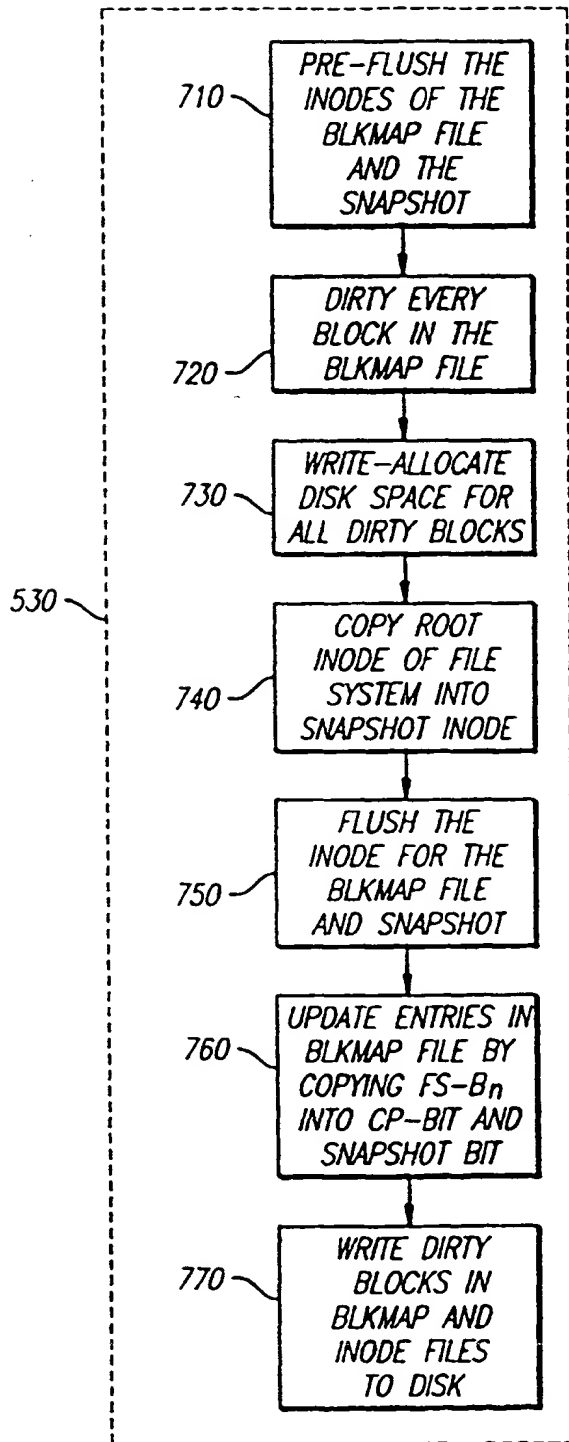 710
PRE-FLUSH THE
INODES OF THE
BLKMAP FILE
AND THE
SNAPSHOT
720
DIRTY EVERY
BLOCK IN THE
BLKMAP FILE
730
WRITE-ALLOCATE
DISK SPACE FOR
ALL DIRTY BLOCKS
530
740
COPY ROOT
INODE OF FILE
SYSTEM INTO
SNAPSHOT INODE
750
FLUSH THE
INODE FOR THE
BLKMAP FILE
AND SNAPSHOT
760
UPDATE ENTRIES IN
BLKMAP FILE BY
COPYING FS-Bn
INTO CP-BIT AND
SNAPSHOT BIT
770
WRITE DIRTY
BLOCKS IN
BLKMAP AND
INODE FILES
TO DISK